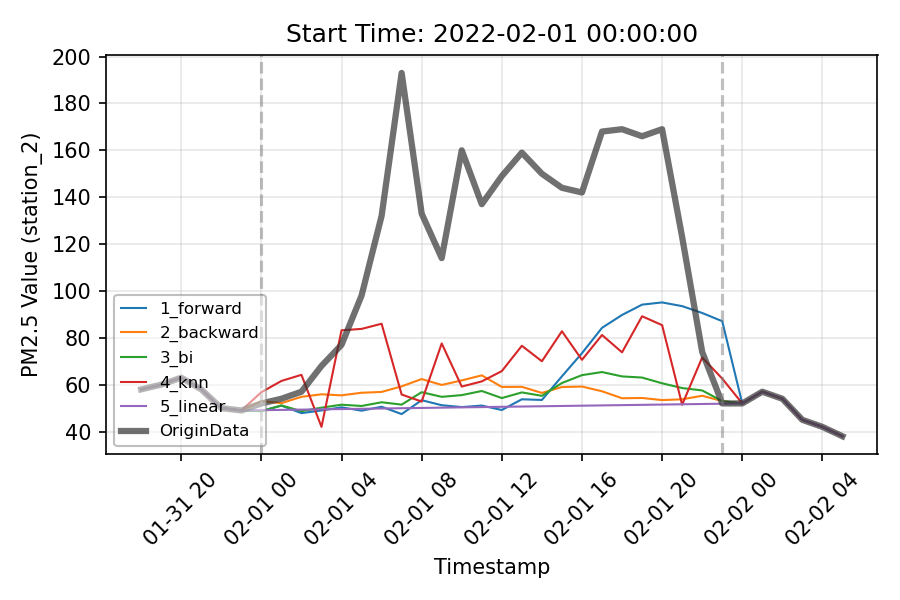 Start Time: 2022-02-01 00:00:00
PM2.5 Value (station_2)
200
180
160
140
120
100
80
60
40
1_forward
2_backward
3_bi
4_knn
5_linear
OriginData
01-31 20
02-01 00
02-01 04
02-01 08
02-01 12
02-01 16
02-01 20
02-02 00
02-02 04
Timestamp